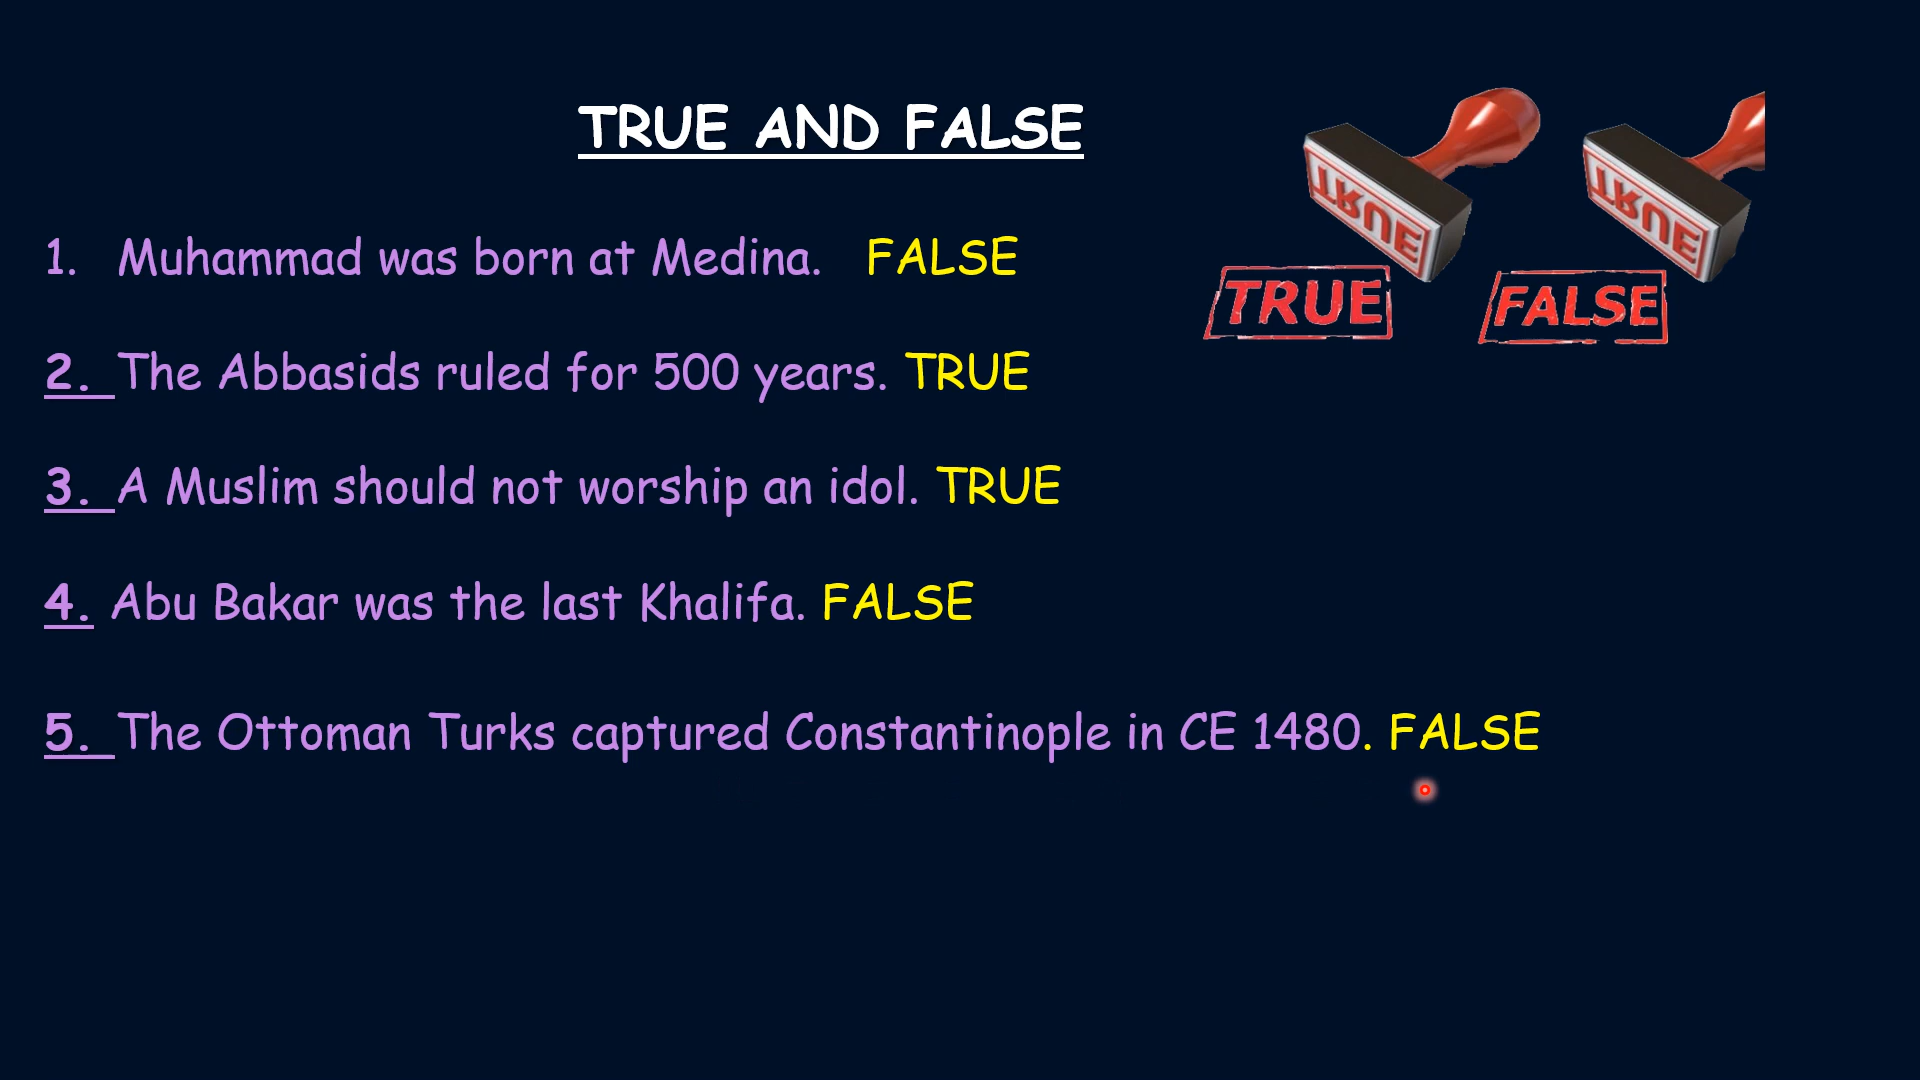 TRUE AND FALSE
TRUE
TRUE
TRUE
FALSE
1. Muhammad was born at Medina. FALSE
2. The Abbasids ruled for 500 years. TRUE
3. A Muslim should not worship an idol. TRUE
4. Abu Bakar was the last Khalifa. FALSE
5. The Ottoman Turks captured Constantinople in CE 1480. FALSE